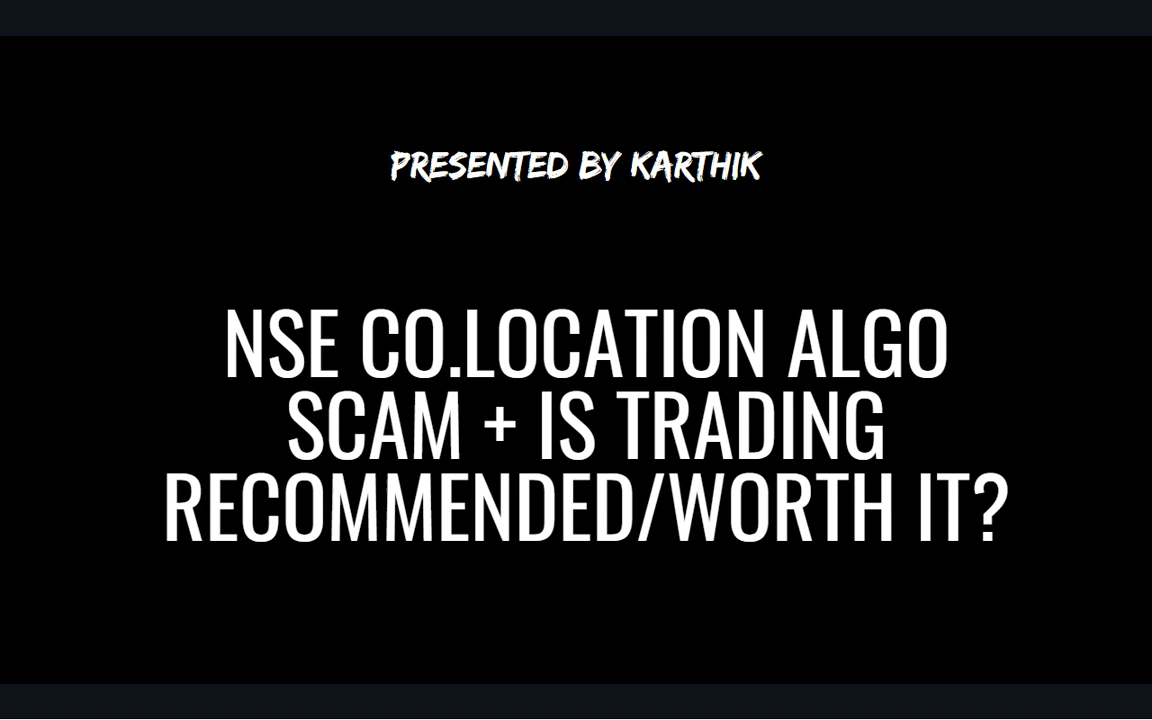 PRESENTED BY KARTHIK
NSE CO.LOCATION ALGO
SCAM + IS TRADING
RECOMMENDED/WORTH IT?